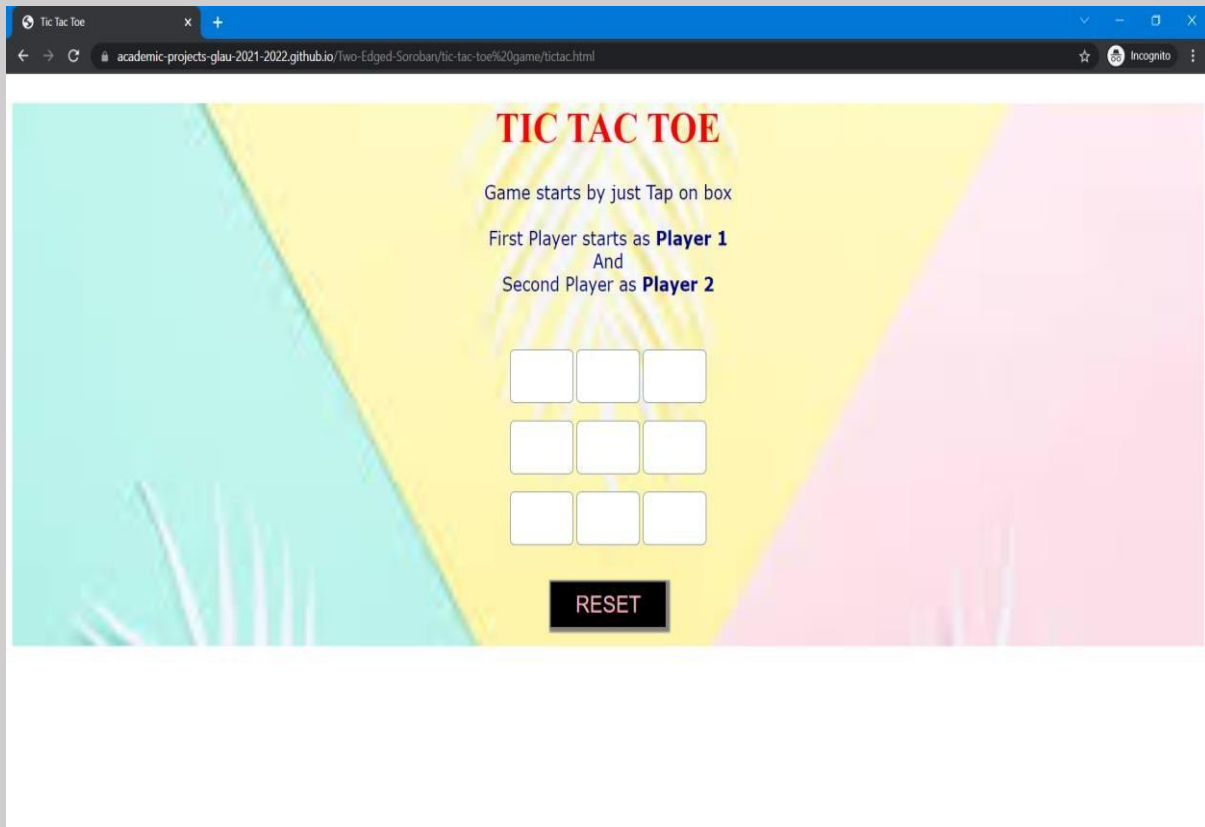 Tic Tac Toe
academic-projects-glau-2021-2022.github.io/Two-Edged-Soroban/tic-tac-toe%20game/tictac.html
Incognito
TIC TAC TOE
Game starts by just Tap on box
First Player starts as Player 1
And
Second Player as Player 2
RESET